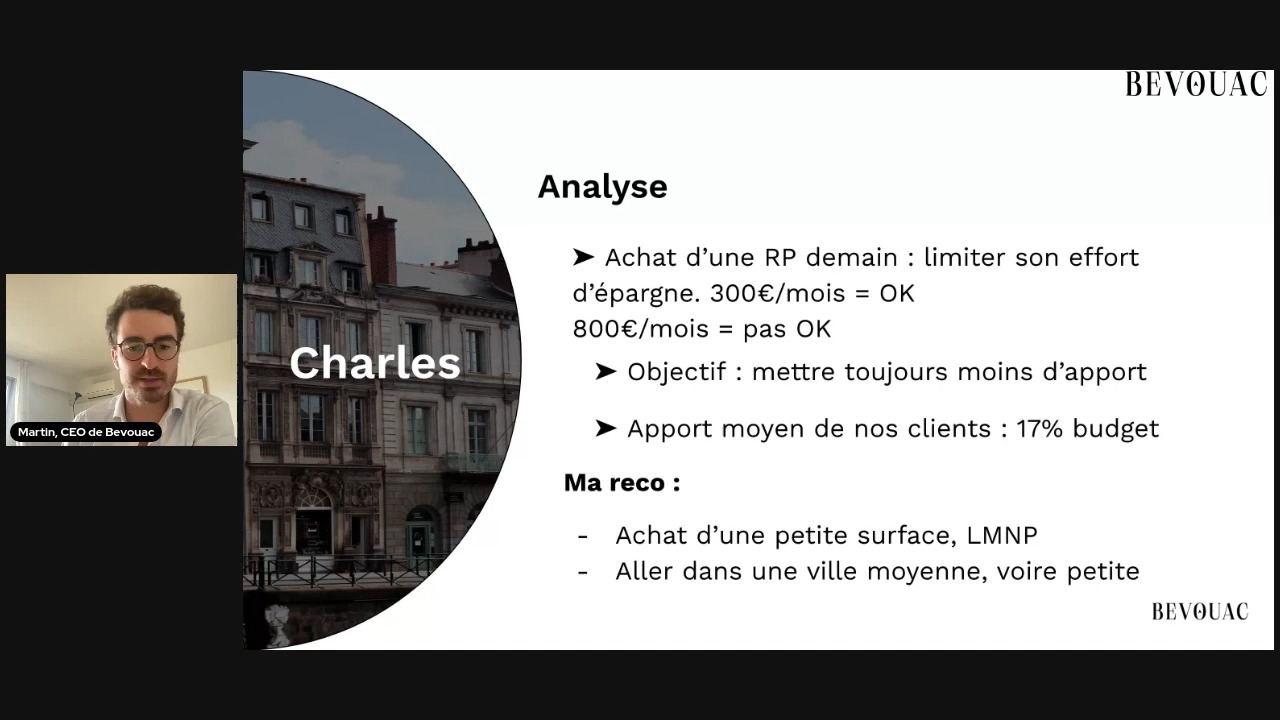 BEVOUAC
Analyse
➤ Achat d’une RP demain : limiter son effort
d’épargne. 300€/mois = OK
800€/mois = pas OK
➤ Objectif : mettre toujours moins d’apport
➤ Apport moyen de nos clients : 17% budget
Charles
Ma reco :
- Achat d’une petite surface, LMNP
- Aller dans une ville moyenne, voire petite
BEVOUAC
Martin, CEO de Bevouac